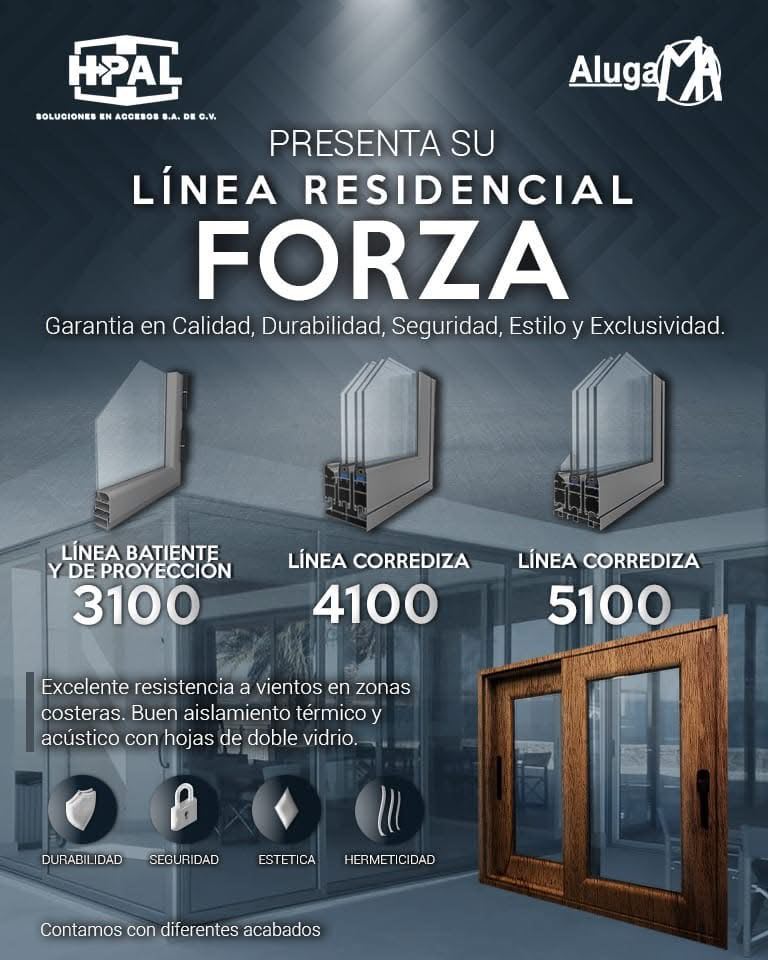 HPAL
SOLUCIONES EN ACCESOS S.A. DE C.V.
AlugaMA
PRESENTA SU
LÍNEA RESIDENCIAL
FORZA
Garantia en Calidad, Durabilidad, Seguridad, Estilo y Exclusividad.
LÍNEA BATIENTE
Y DE PROYECCIÓN
3100
LÍNEA CORREDIZA
4100
LÍNEA CORREDIZA
5100
Excelente resistencia a vientos en zonas
costeras. Buen aislamiento térmico y
acústico con hojas de doble vidrio.
DURABILIDAD
SEGURIDAD
ESTETICA
HERMETICIDAD
Contamos con diferentes acabados